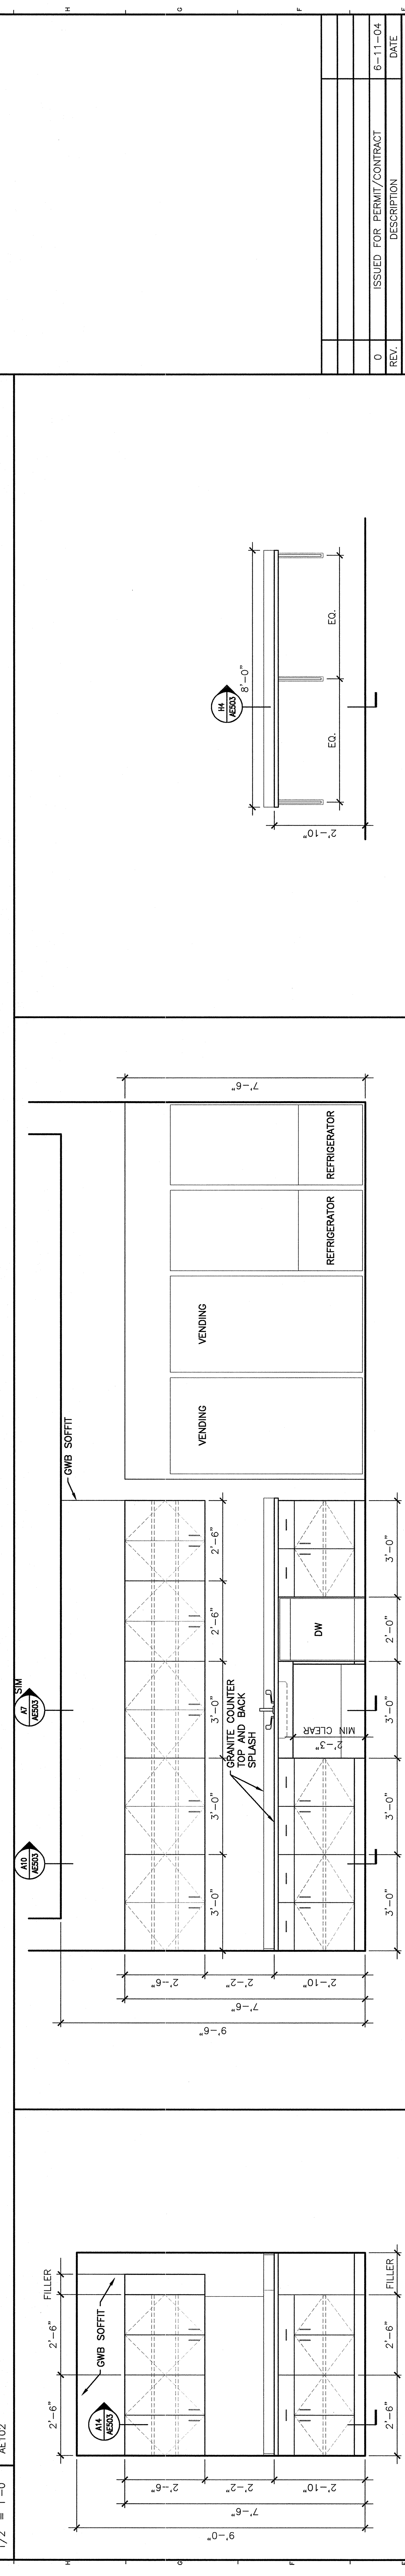 1/2" = 1'-0" AE102
H
G
F
2'-6"
2'-6"
FILLER
GWB SOFFIT
A14
AE503
9'-0"
7'-6"
2'-6"
2'-2"
2'-10"
2'-6"
2'-6"
FILLER
A10
AE503
A7
AE503
SIM
GWB SOFFIT
9'-6"
7'-6"
2'-6"
2'-2"
2'-10"
3'-0"
3'-0"
3'-0"
2'-6"
2'-6"
GRANITE COUNTER
TOP AND BACK
SPLASH
2'-3"
MIN CLEAR
DW
3'-0"
3'-0"
3'-0"
2'-0"
3'-0"
VENDING
VENDING
REFRIGERATOR
REFRIGERATOR
7'-6"
H4
AE503
8'-0"
2'-10"
EQ.
EQ.
H
G
F
0 ISSUED FOR PERMIT/CONTRACT 6-11-04
REV. DESCRIPTION DATE